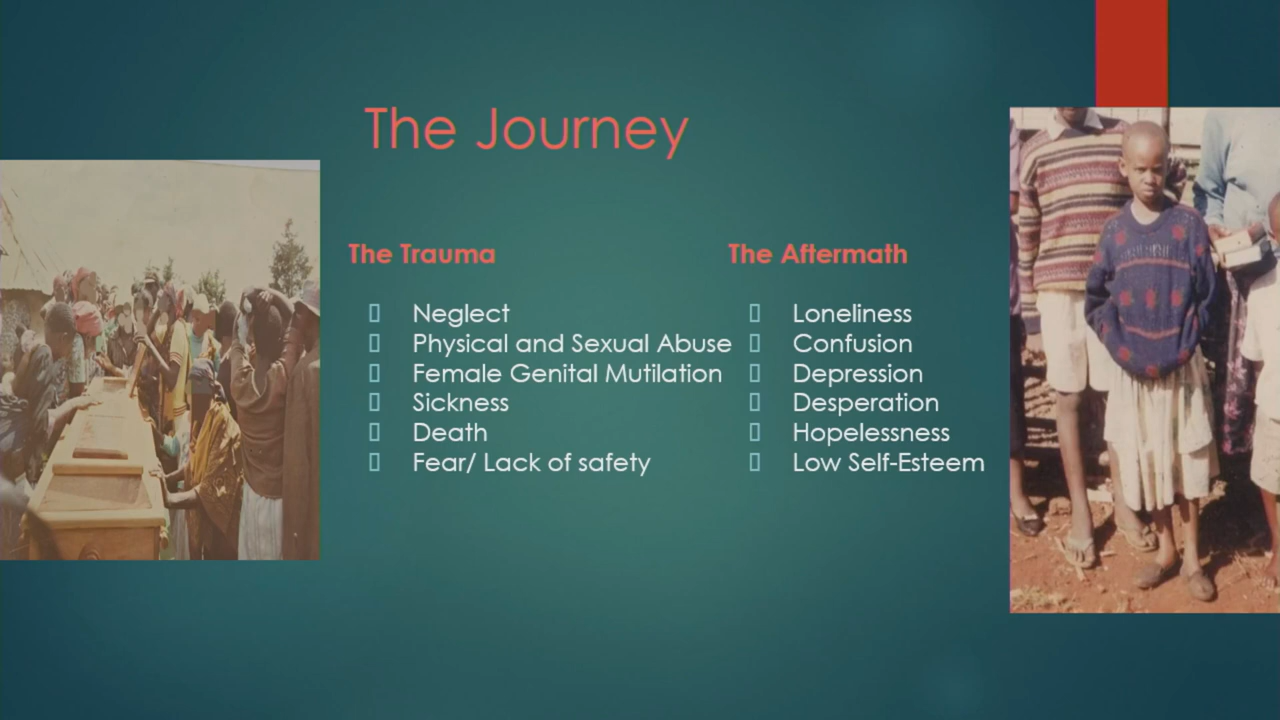 The Journey
The Trauma
Neglect
Physical and Sexual Abuse
Female Genital Mutilation
Sickness
Death
Fear/ Lack of safety
The Aftermath
Loneliness
Confusion
Depression
Desperation
Hopelessness
Low Self-Esteem